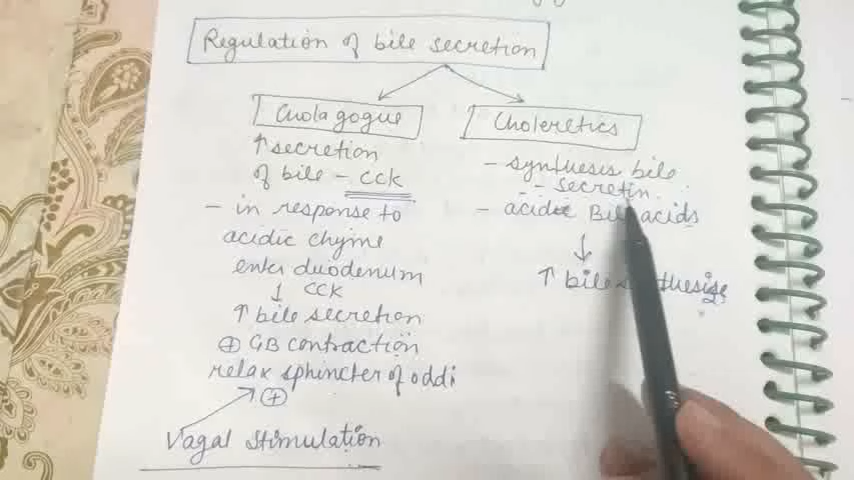 Regulation of bile secretion
Cholagogue
↑ secretion
of bile - CCK
- in response to
acidic chyme
enter duodenum
↓ CCK
↑ bile secretion
⊕ GB contraction
relax sphincter of oddi
⊕
Vagal Stimulation
Choleretics
- synthesis bile
- secretin
- Bile acids
↓
↑ bile